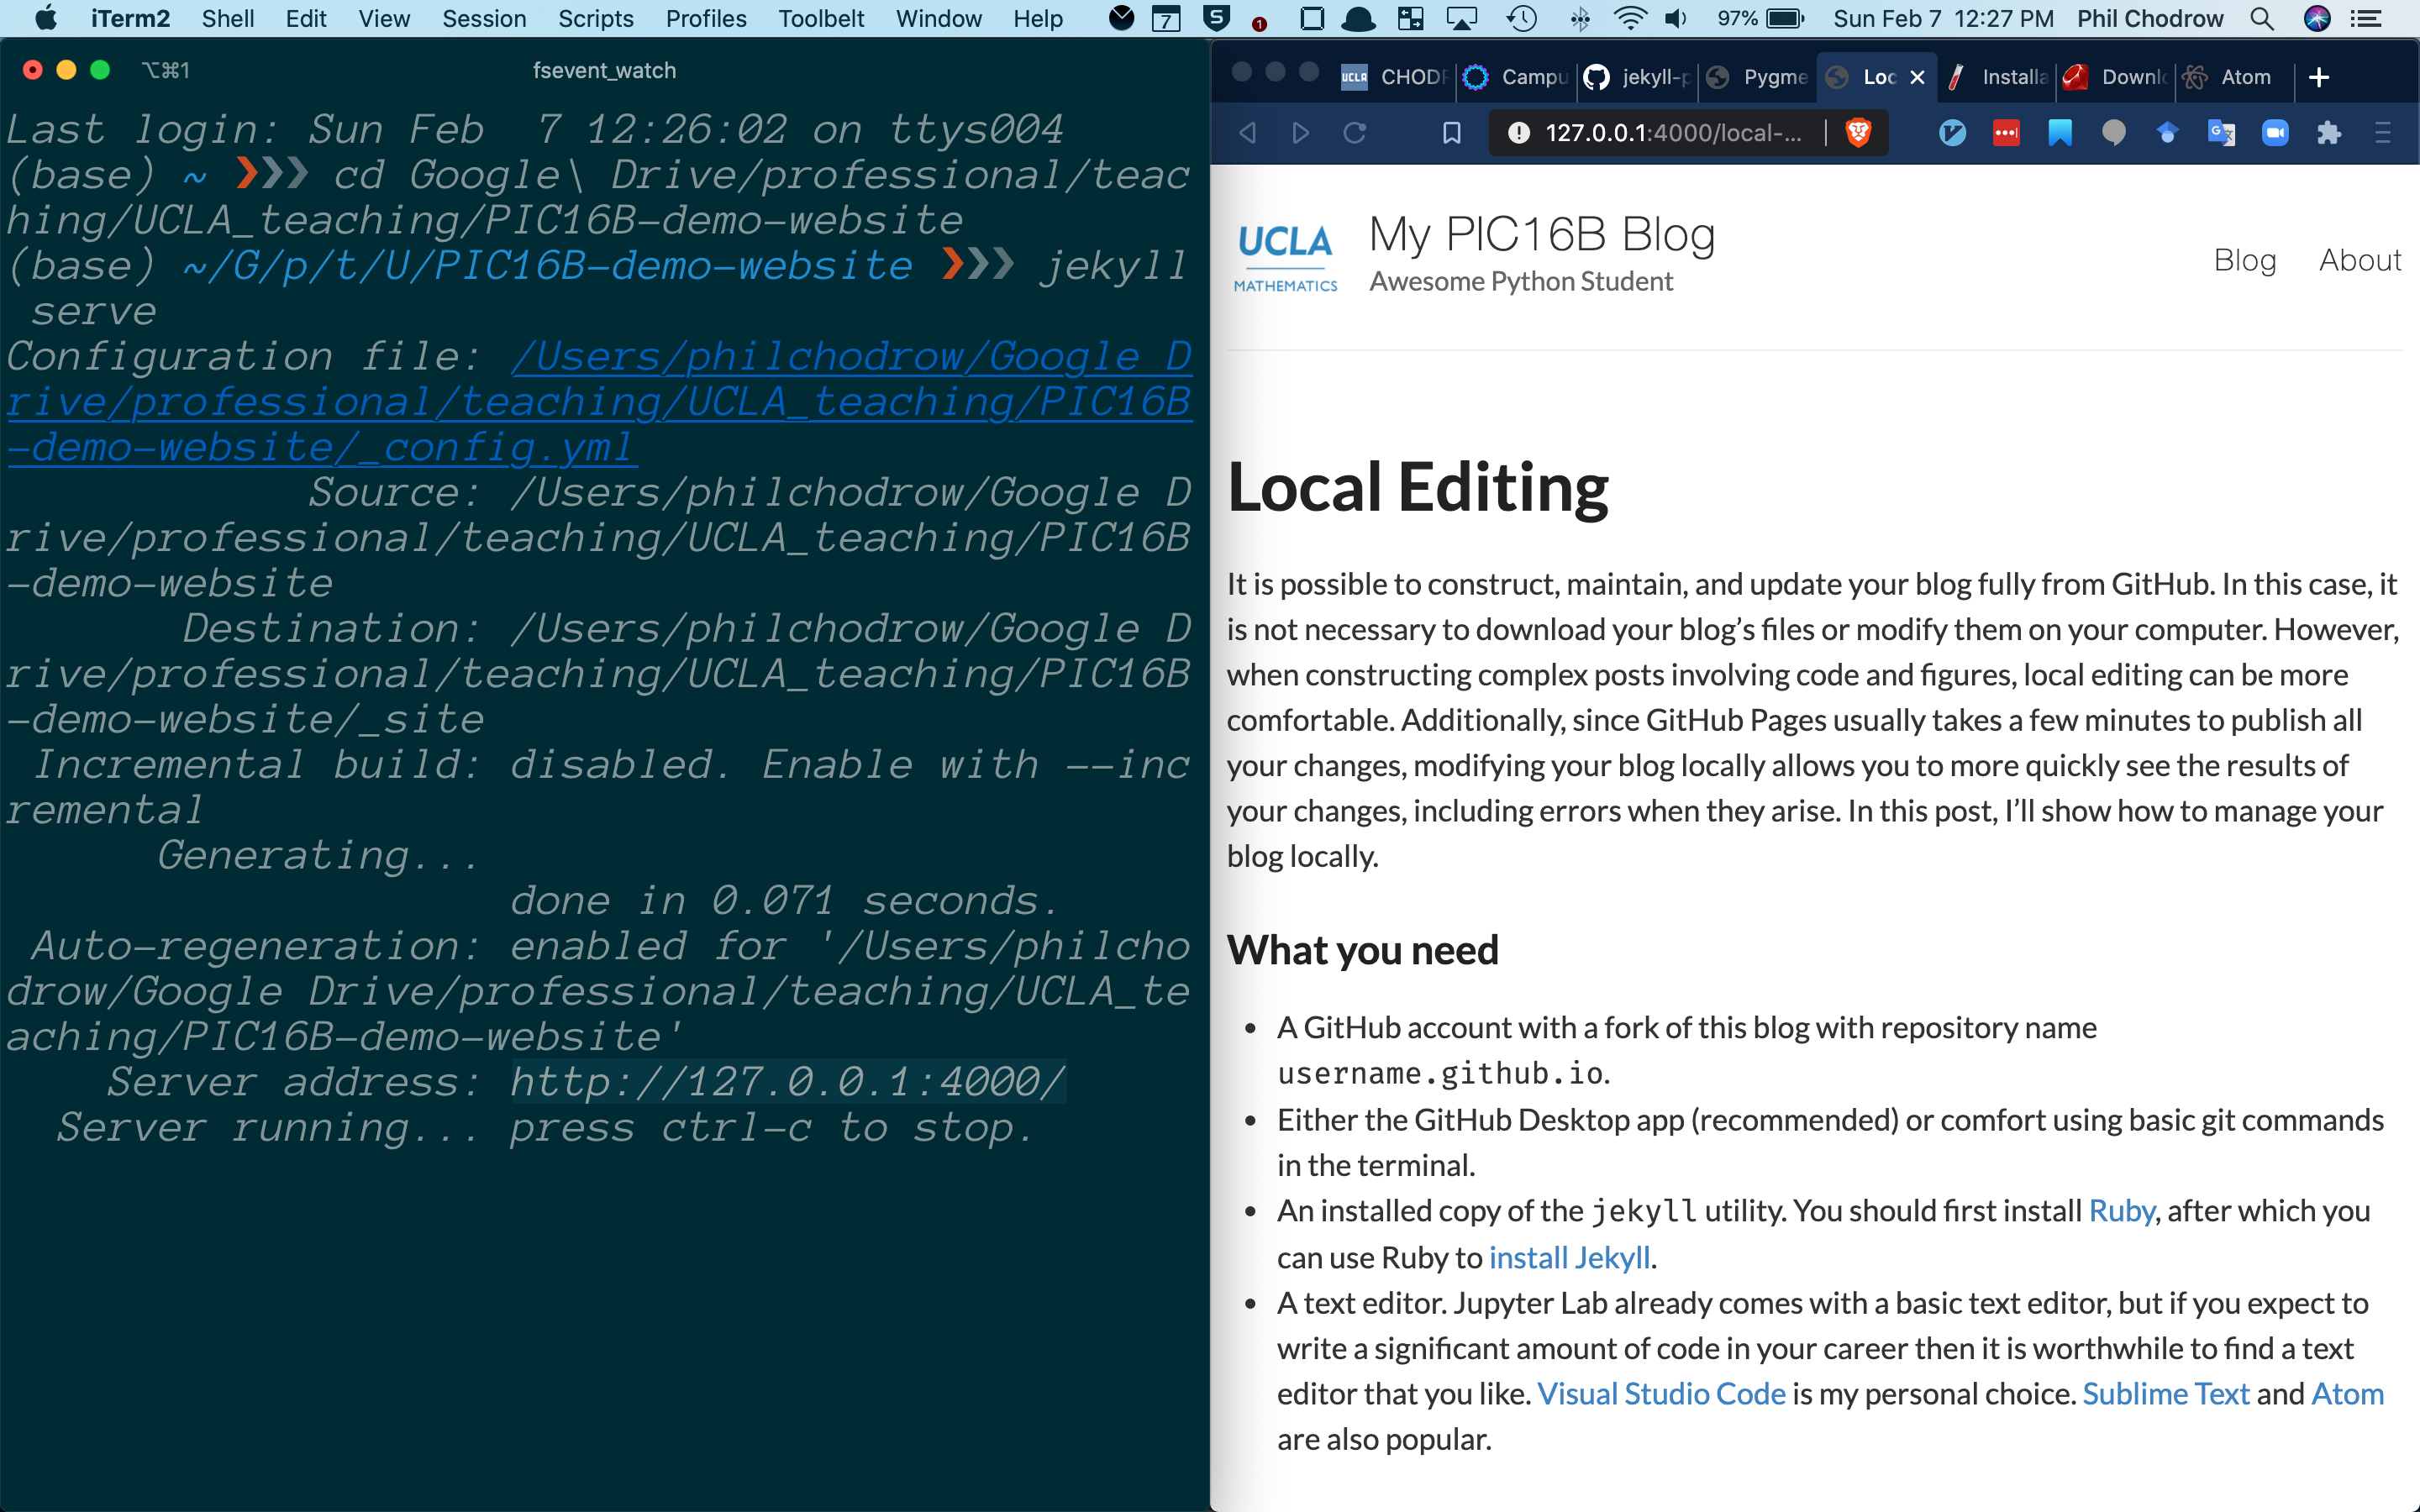 iTerm2 Shell Edit View Session Scripts Profiles Toolbelt Window Help 7 S 1 97% Sun Feb 7 12:27 PM Phil Chodrow
⌥⌘1 fsevent_watch
Last login: Sun Feb  7 12:26:02 on ttys004
(base) ~ ❯❯❯ cd Google\ Drive/professional/teac
hing/UCLA_teaching/PIC16B-demo-website
(base) ~/G/p/t/U/PIC16B-demo-website ❯❯❯ jekyll
 serve
Configuration file: /Users/philchodrow/Google D
rive/professional/teaching/UCLA_teaching/PIC16B
-demo-website/_config.yml
Source: /Users/philchodrow/Google D
rive/professional/teaching/UCLA_teaching/PIC16B
-demo-website
Destination: /Users/philchodrow/Google D
rive/professional/teaching/UCLA_teaching/PIC16B
-demo-website/_site
Incremental build: disabled. Enable with --inc
remental
Generating...
done in 0.071 seconds.
Auto-regeneration: enabled for '/Users/philcho
drow/Google Drive/professional/teaching/UCLA_te
aching/PIC16B-demo-website'
Server address: http://127.0.0.1:4000/
Server running... press ctrl-c to stop.
UCLA CHODR Campu jekyll-p Pygme Loc Installa Downl Atom
127.0.0.1:4000/local-...
UCLA
MATHEMATICS
My PIC16B Blog
Awesome Python Student
Blog About
Local Editing
It is possible to construct, maintain, and update your blog fully from GitHub. In this case, it
is not necessary to download your blog’s files or modify them on your computer. However,
when constructing complex posts involving code and figures, local editing can be more
comfortable. Additionally, since GitHub Pages usually takes a few minutes to publish all
your changes, modifying your blog locally allows you to more quickly see the results of
your changes, including errors when they arise. In this post, I’ll show how to manage your
blog locally.
What you need
• A GitHub account with a fork of this blog with repository name
username.github.io.
• Either the GitHub Desktop app (recommended) or comfort using basic git commands
in the terminal.
• An installed copy of the jekyll utility. You should first install Ruby, after which you
can use Ruby to install Jekyll.
• A text editor. Jupyter Lab already comes with a basic text editor, but if you expect to
write a significant amount of code in your career then it is worthwhile to find a text
editor that you like. Visual Studio Code is my personal choice. Sublime Text and Atom
are also popular.